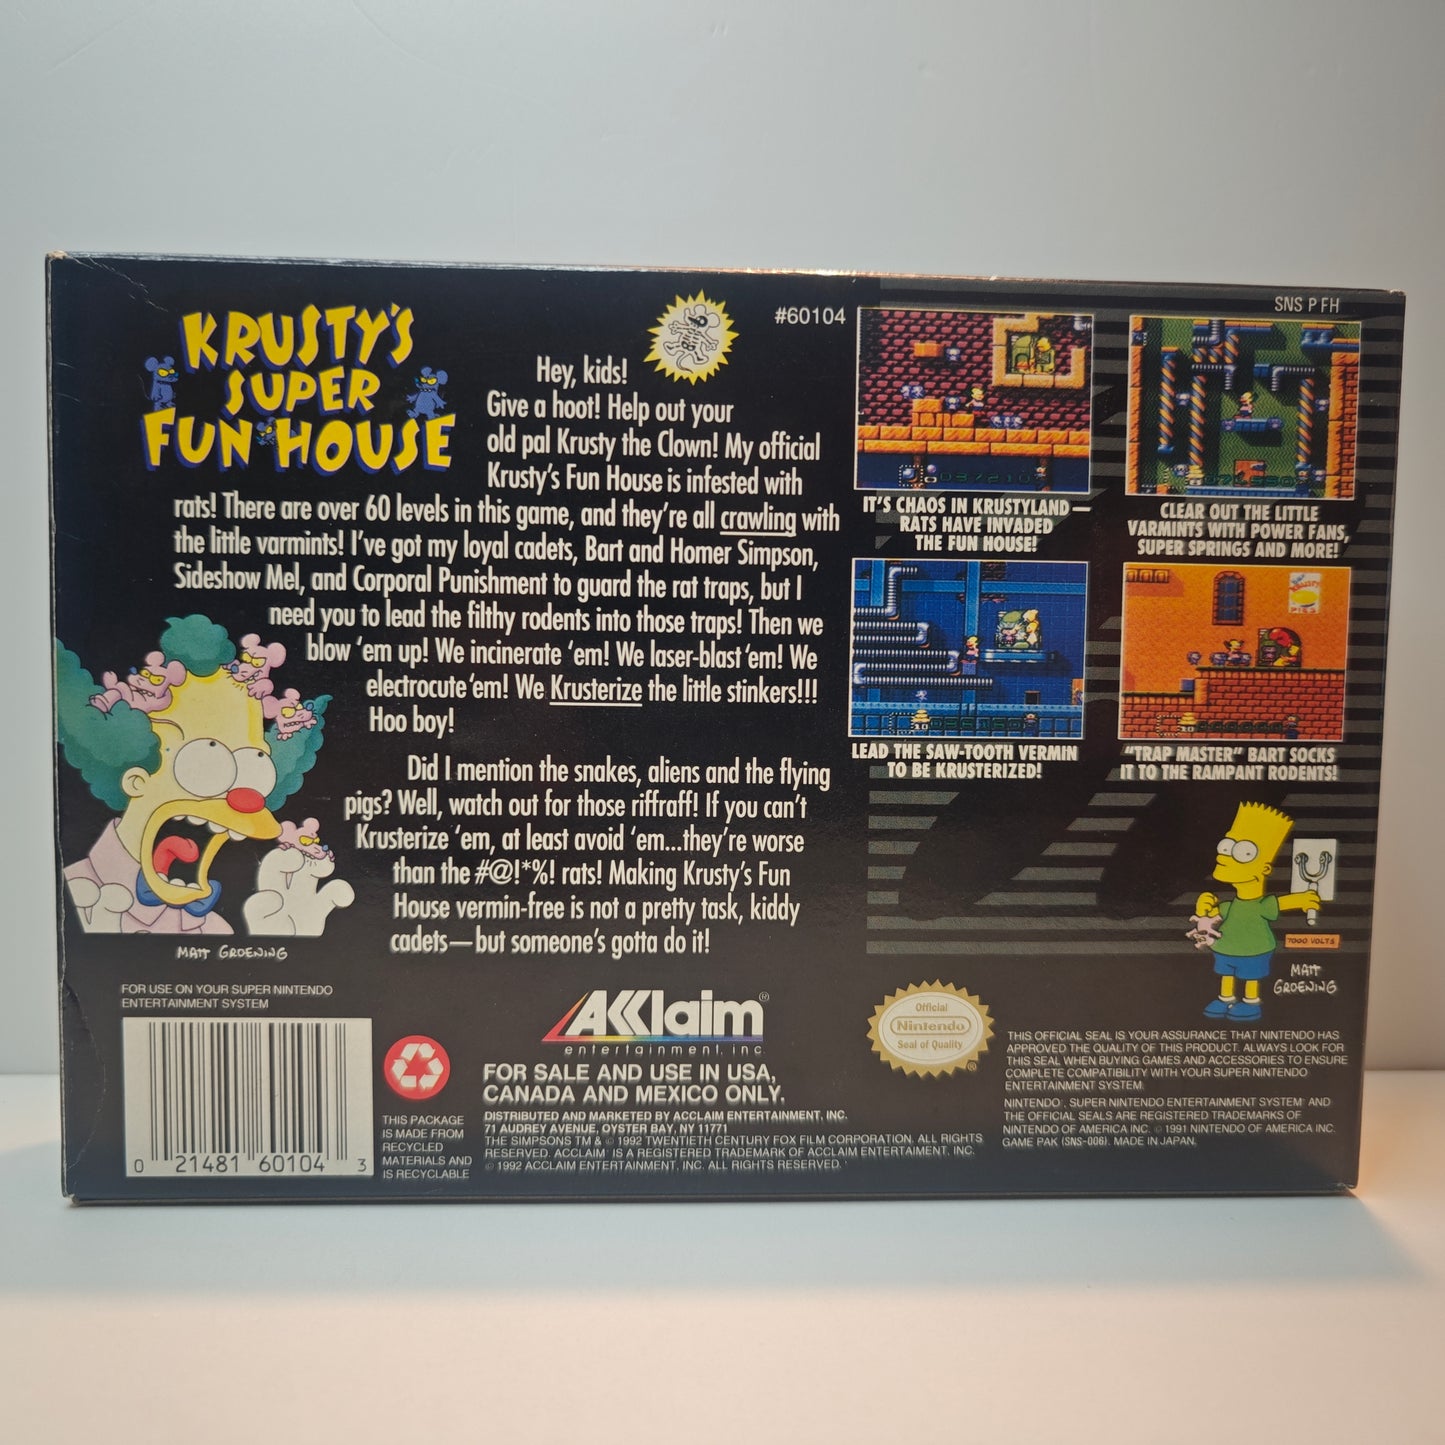 KRUSTY'S
SUPER
FUN HOUSE
#60104
SNS P FH
Hey, kids!
Give a hoot! Help out your
old pal Krusty the Clown! My official
Krusty's Fun House is infested with
rats! There are over 60 levels in this game, and they're all crawling with
the little varmints! I've got my loyal cadets, Bart and Homer Simpson,
Sideshow Mel, and Corporal Punishment to guard the rat traps, but I
need you to lead the filthy rodents into those traps! Then we
blow 'em up! We incinerate 'em! We laser-blast 'em! We
electrocute 'em! We Krusterize the little stinkers!!!
Hoo boy!
Did I mention the snakes, aliens and the flying
pigs? Well, watch out for those riffraff! If you can't
Krusterize 'em, at least avoid 'em...they're worse
than the #@!*%! rats! Making Krusty's Fun
House vermin-free is not a pretty task, kiddy
cadets—but someone's gotta do it!
MATT GROENING
IT'S CHAOS IN KRUSTYLAND—
RATS HAVE INVADED
THE FUN HOUSE!
CLEAR OUT THE LITTLE
VARMINTS WITH POWER FANS,
SUPER SPRINGS AND MORE!
LEAD THE SAW-TOOTH VERMIN
TO BE KRUSTERIZED!
"TRAP MASTER" BART SOCKS
IT TO THE RAMPANT RODENTS!
7000 VOLTS
MATT
GROENING
FOR USE ON YOUR SUPER NINTENDO
ENTERTAINMENT SYSTEM
0 21481 60104 3
THIS PACKAGE
IS MADE FROM
RECYCLED
MATERIALS AND
IS RECYCLABLE
AKKlaim®
entertainment, inc.
FOR SALE AND USE IN USA,
CANADA AND MEXICO ONLY.
DISTRIBUTED AND MARKETED BY ACCLAIM ENTERTAINMENT, INC.
71 AUDREY AVENUE, OYSTER BAY, NY 11771
THE SIMPSONS TM & © 1992 TWENTIETH CENTURY FOX FILM CORPORATION. ALL RIGHTS
RESERVED. ACCLAIM IS A REGISTERED TRADEMARK OF ACCLAIM ENTERTAIMENT, INC.
© 1992 ACCLAIM ENTERTAINMENT, INC. ALL RIGHTS RESERVED.
Official
Nintendo
Seal of Quality
®
THIS OFFICIAL SEAL IS YOUR ASSURANCE THAT NINTENDO HAS
APPROVED THE QUALITY OF THIS PRODUCT. ALWAYS LOOK FOR
THIS SEAL WHEN BUYING GAMES AND ACCESSORIES TO ENSURE
COMPLETE COMPATIBILITY WITH YOUR SUPER NINTENDO
ENTERTAINMENT SYSTEM.
NINTENDO, SUPER NINTENDO ENTERTAINMENT SYSTEM AND
THE OFFICIAL SEALS ARE REGISTERED TRADEMARKS OF
NINTENDO OF AMERICA INC. © 1991 NINTENDO OF AMERICA INC.
GAME PAK (SNS-006). MADE IN JAPAN.